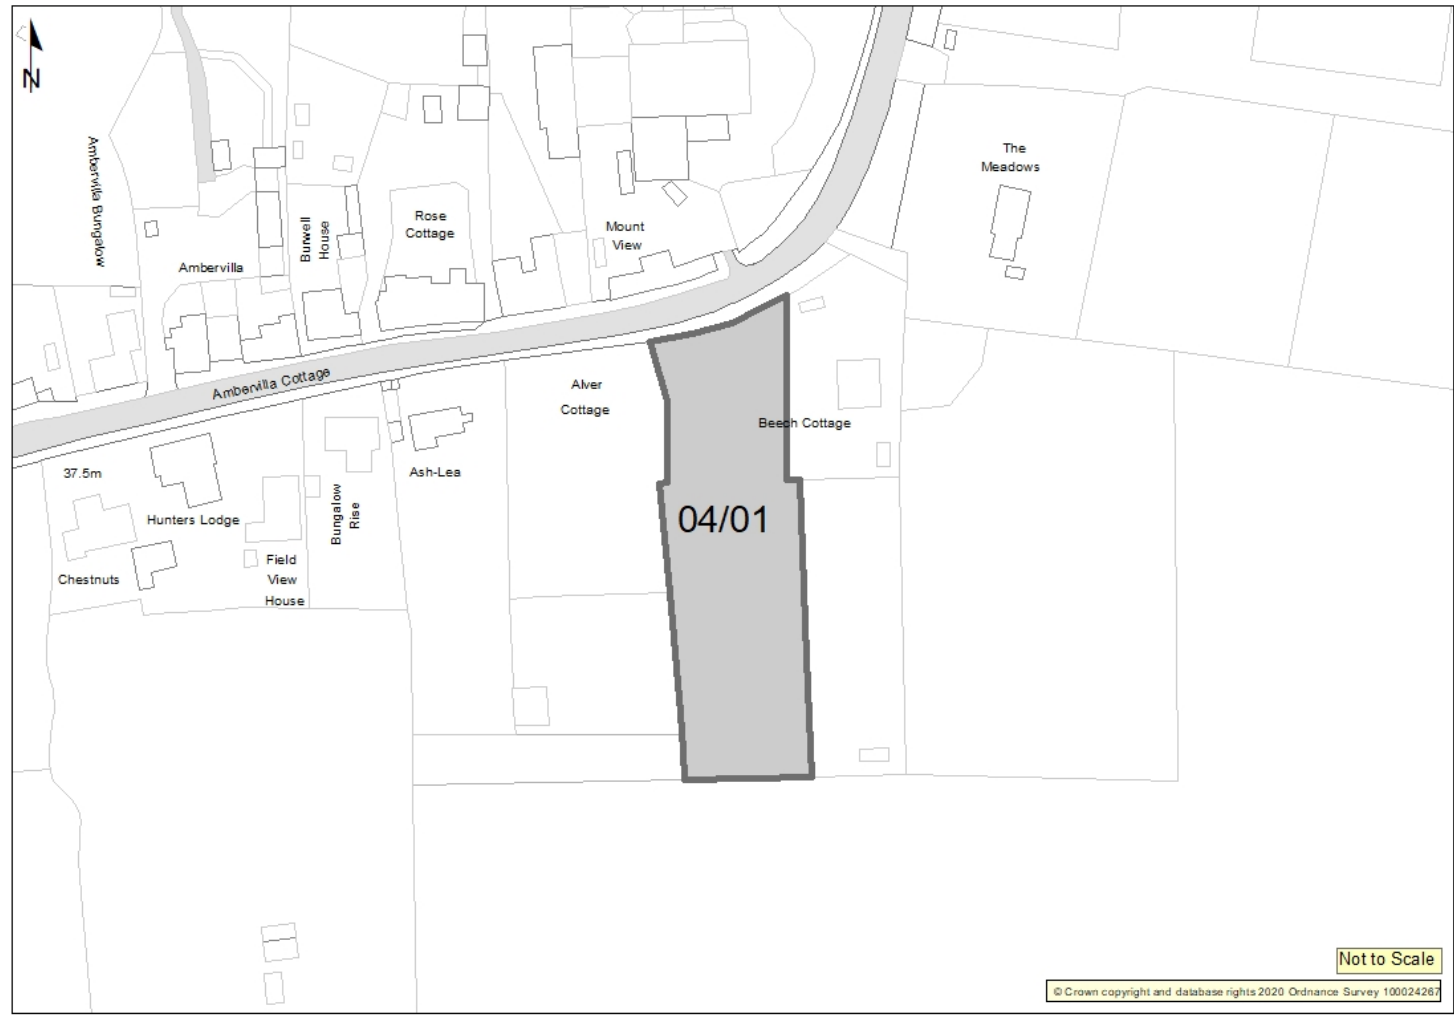 N
Ambervilla Bungalow
Ambervilla
Burwell
House
Rose
Cottage
Mount
View
The
Meadows
Ambervilla Cottage
Alver
Cottage
Beech Cottage
Ash-Lea
37.5m
Hunters Lodge
Bungalow
Rise
Chestnuts
Field
View
House
04/01
Not to Scale
© Crown copyright and database rights 2020 Ordnance Survey 100024267